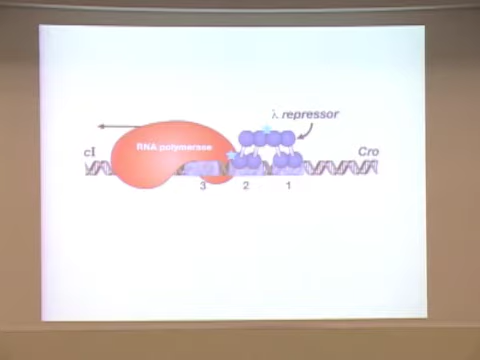 λ repressor
RNA polymerase
cI
Cro
3 2 1